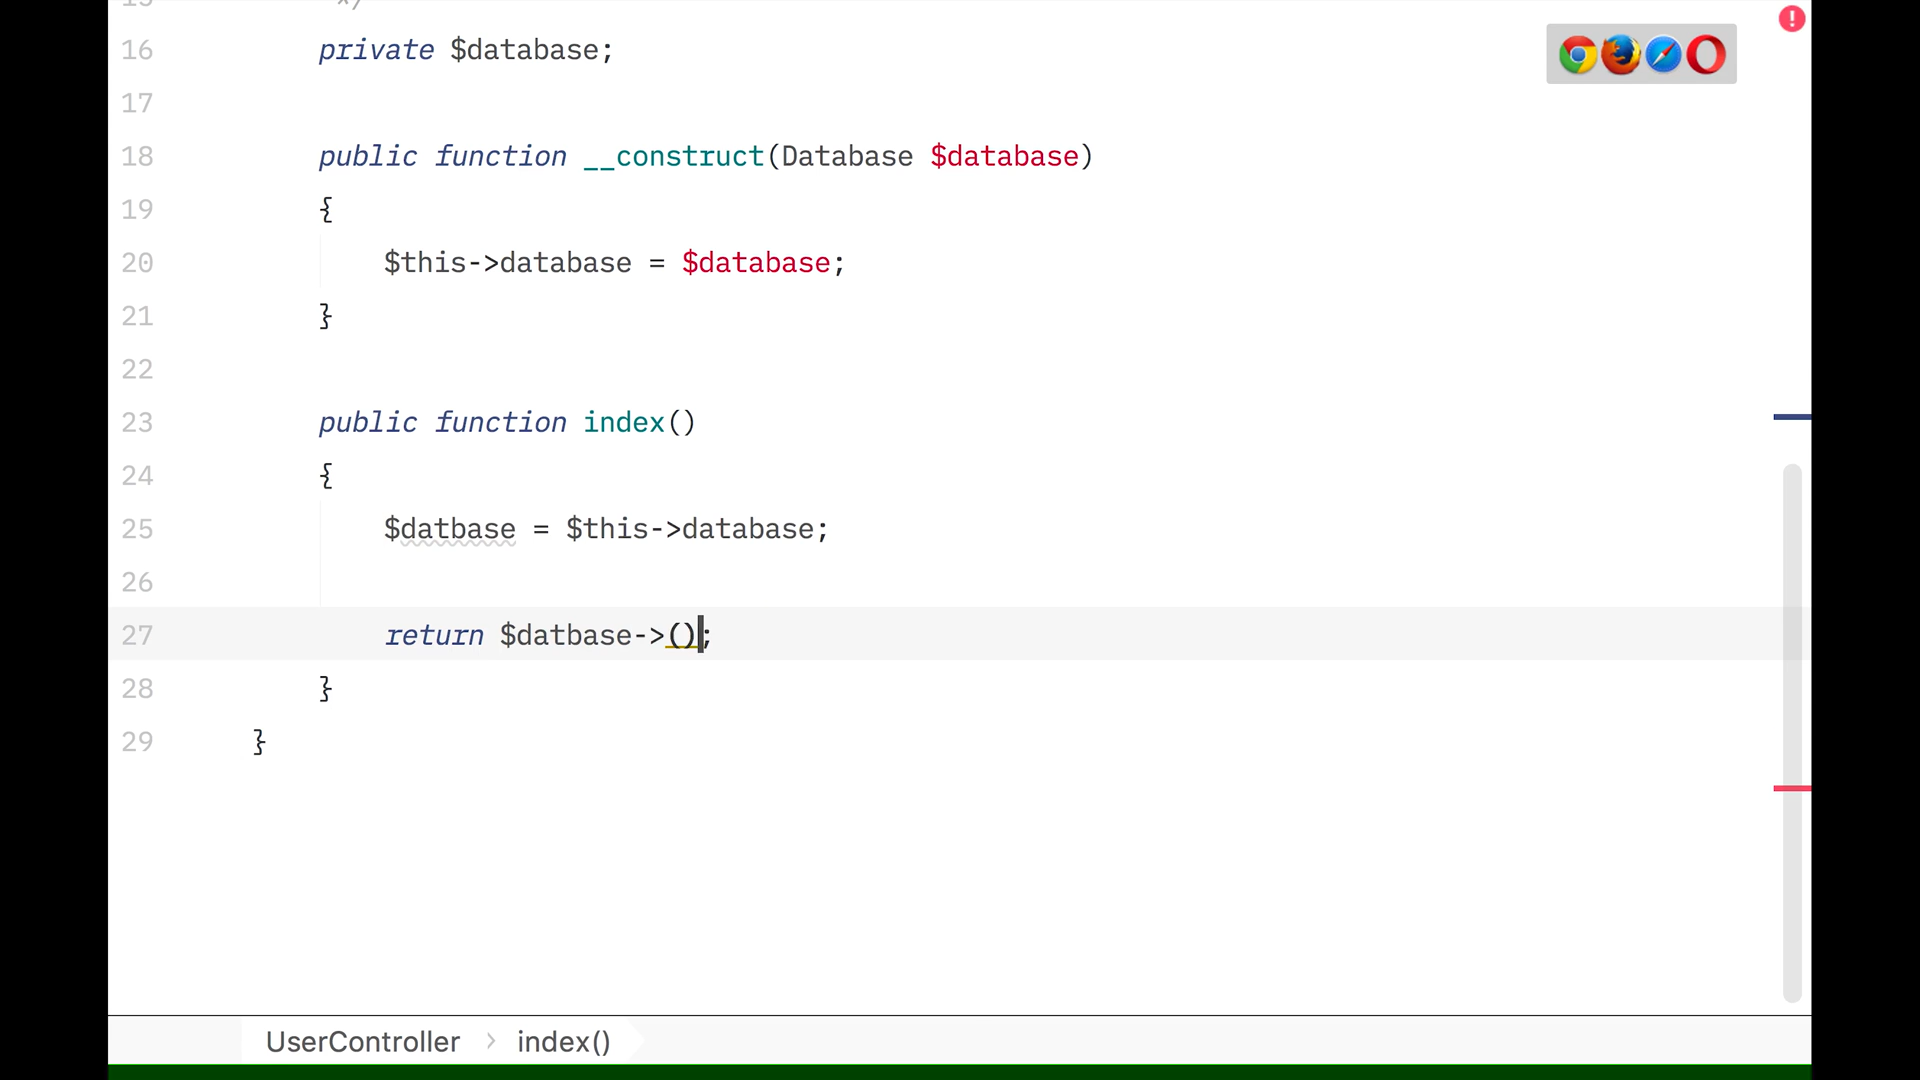 15 */
16 private $database;
17
18 public function __construct(Database $database)
19 {
20 $this->database = $database;
21 }
22
23 public function index()
24 {
25 $datbase = $this->database;
26
27 return $datbase->();
28 }
29 }
UserController > index()